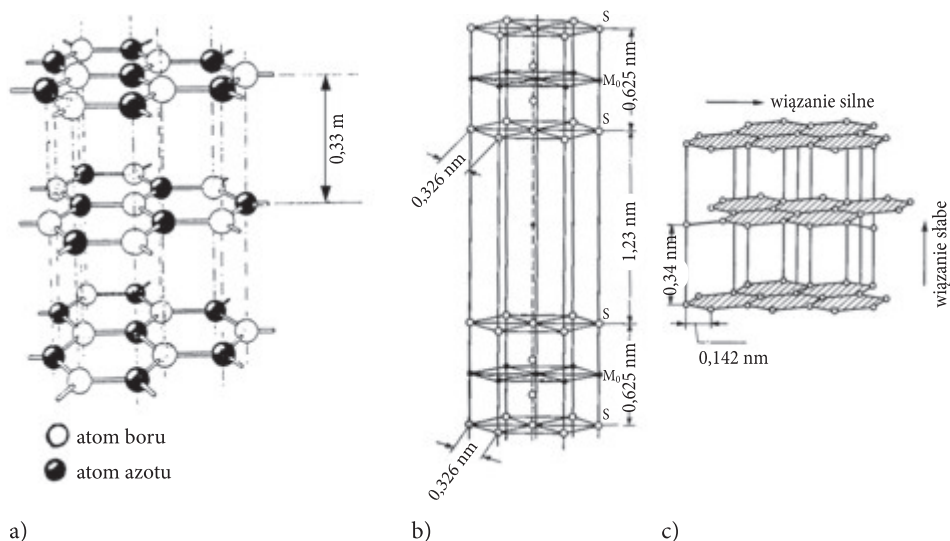 0,33 m
atom boru
atom azotu
a)
S
0,625 nm
M₀
S
0,326 nm
1,23 nm
S
0,625 nm
M₀
S
0,326 nm
b)
wiązanie silne
wiązanie słabe
0,34 nm
0,142 nm
c)